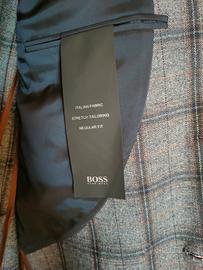 ITALIAN FABRIC
STRETCH TAILORING
REGULAR FIT
BOSS
HUGO BOSS